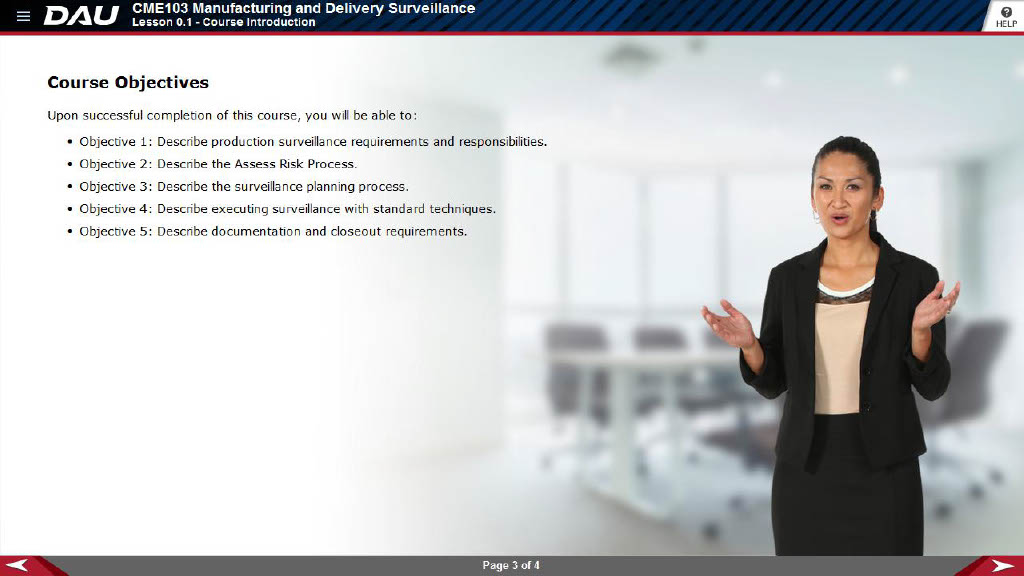 DAU
CME103 Manufacturing and Delivery Surveillance
Lesson 0.1 - Course Introduction
HELP
Course Objectives
Upon successful completion of this course, you will be able to:
• Objective 1: Describe production surveillance requirements and responsibilities.
• Objective 2: Describe the Assess Risk Process.
• Objective 3: Describe the surveillance planning process.
• Objective 4: Describe executing surveillance with standard techniques.
• Objective 5: Describe documentation and closeout requirements.
Page 3 of 4